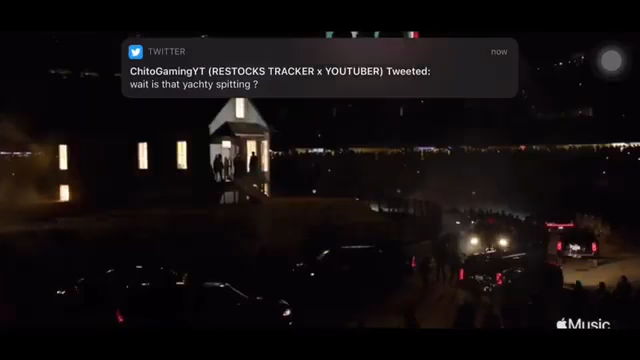 TWITTER
now
ChitoGamingYT (RESTOCKS TRACKER x YOUTUBER) Tweeted:
wait is that yachty spitting ?
Music